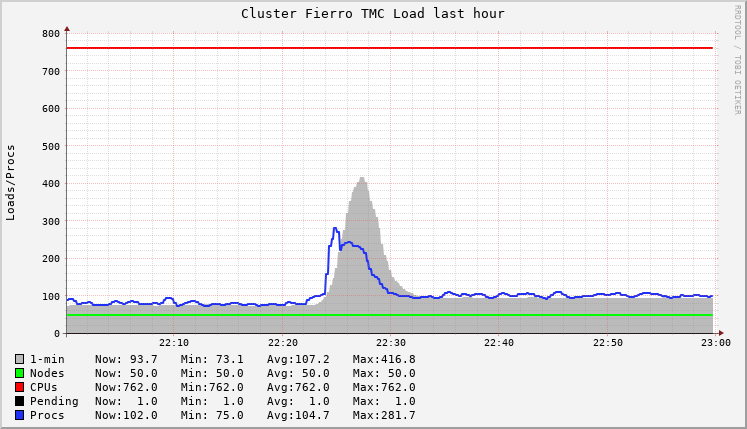 Cluster Fierro TMC Load last hour
RRDTOOL / TOBI OETIKER
Loads/Procs
800
700
600
500
400
300
200
100
0
22:10 22:20 22:30 22:40 22:50 23:00
1-min Now: 93.7 Min: 73.1 Avg:107.2 Max:416.8
Nodes Now: 50.0 Min: 50.0 Avg: 50.0 Max: 50.0
CPUs Now:762.0 Min:762.0 Avg:762.0 Max:762.0
Pending Now: 1.0 Min: 1.0 Avg: 1.0 Max: 1.0
Procs Now:102.0 Min: 75.0 Avg:104.7 Max:281.7